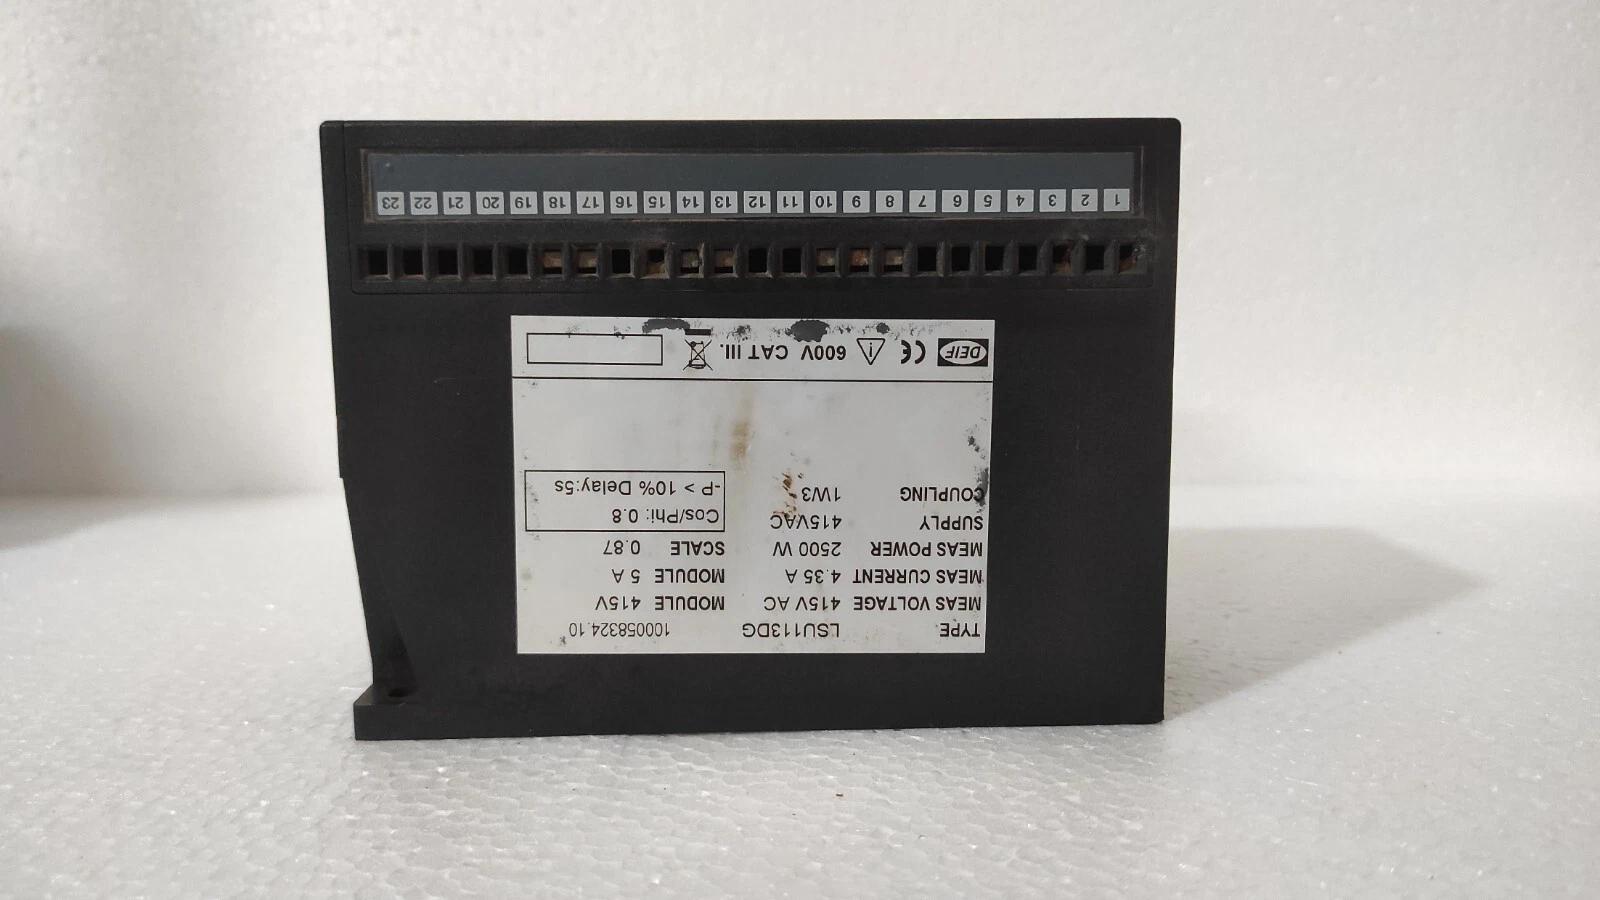 TYPE LSU113DG 100058324.10
MEAS VOLTAGE 415V AC MODULE 415V
MEAS CURRENT 4.35 A MODULE 5 A
MEAS POWER 2500 W SCALE 0.87
SUPPLY 415VAC
Cos/Phi: 0.8
COUPLING 1W3
-P > 10% Delay:5s
DEIF CE 600V CAT III.
1 2 3 4 5 6 7 8 9 10 11 12 13 14 15 16 17 18 19 20 21 22 23